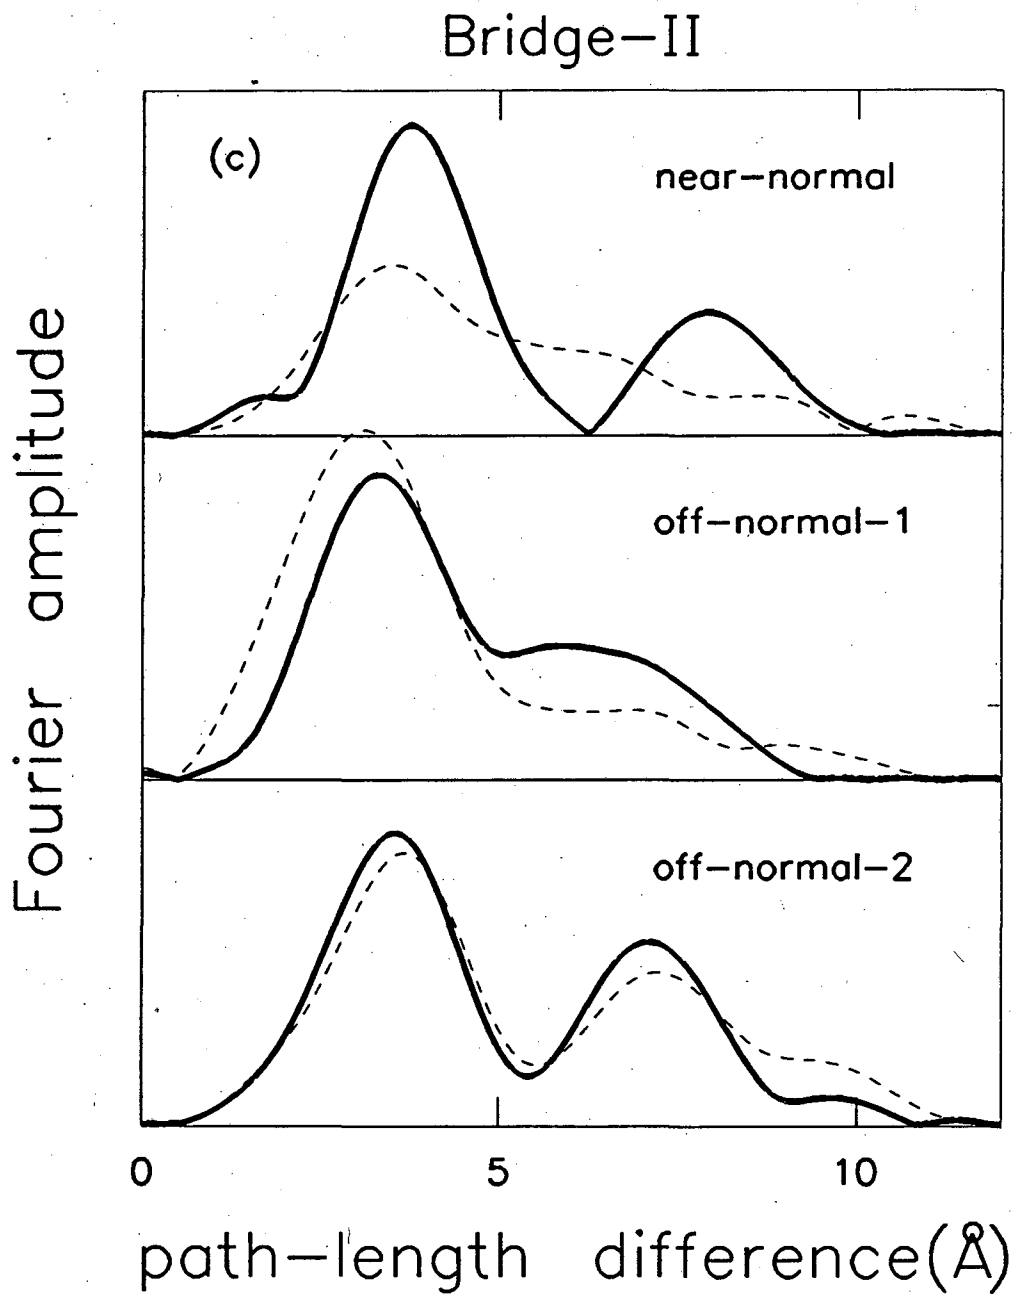 Bridge-II
(c)
near-normal
off-normal-1
off-normal-2
Fourier amplitude
0 5 10
path-length difference(Å)